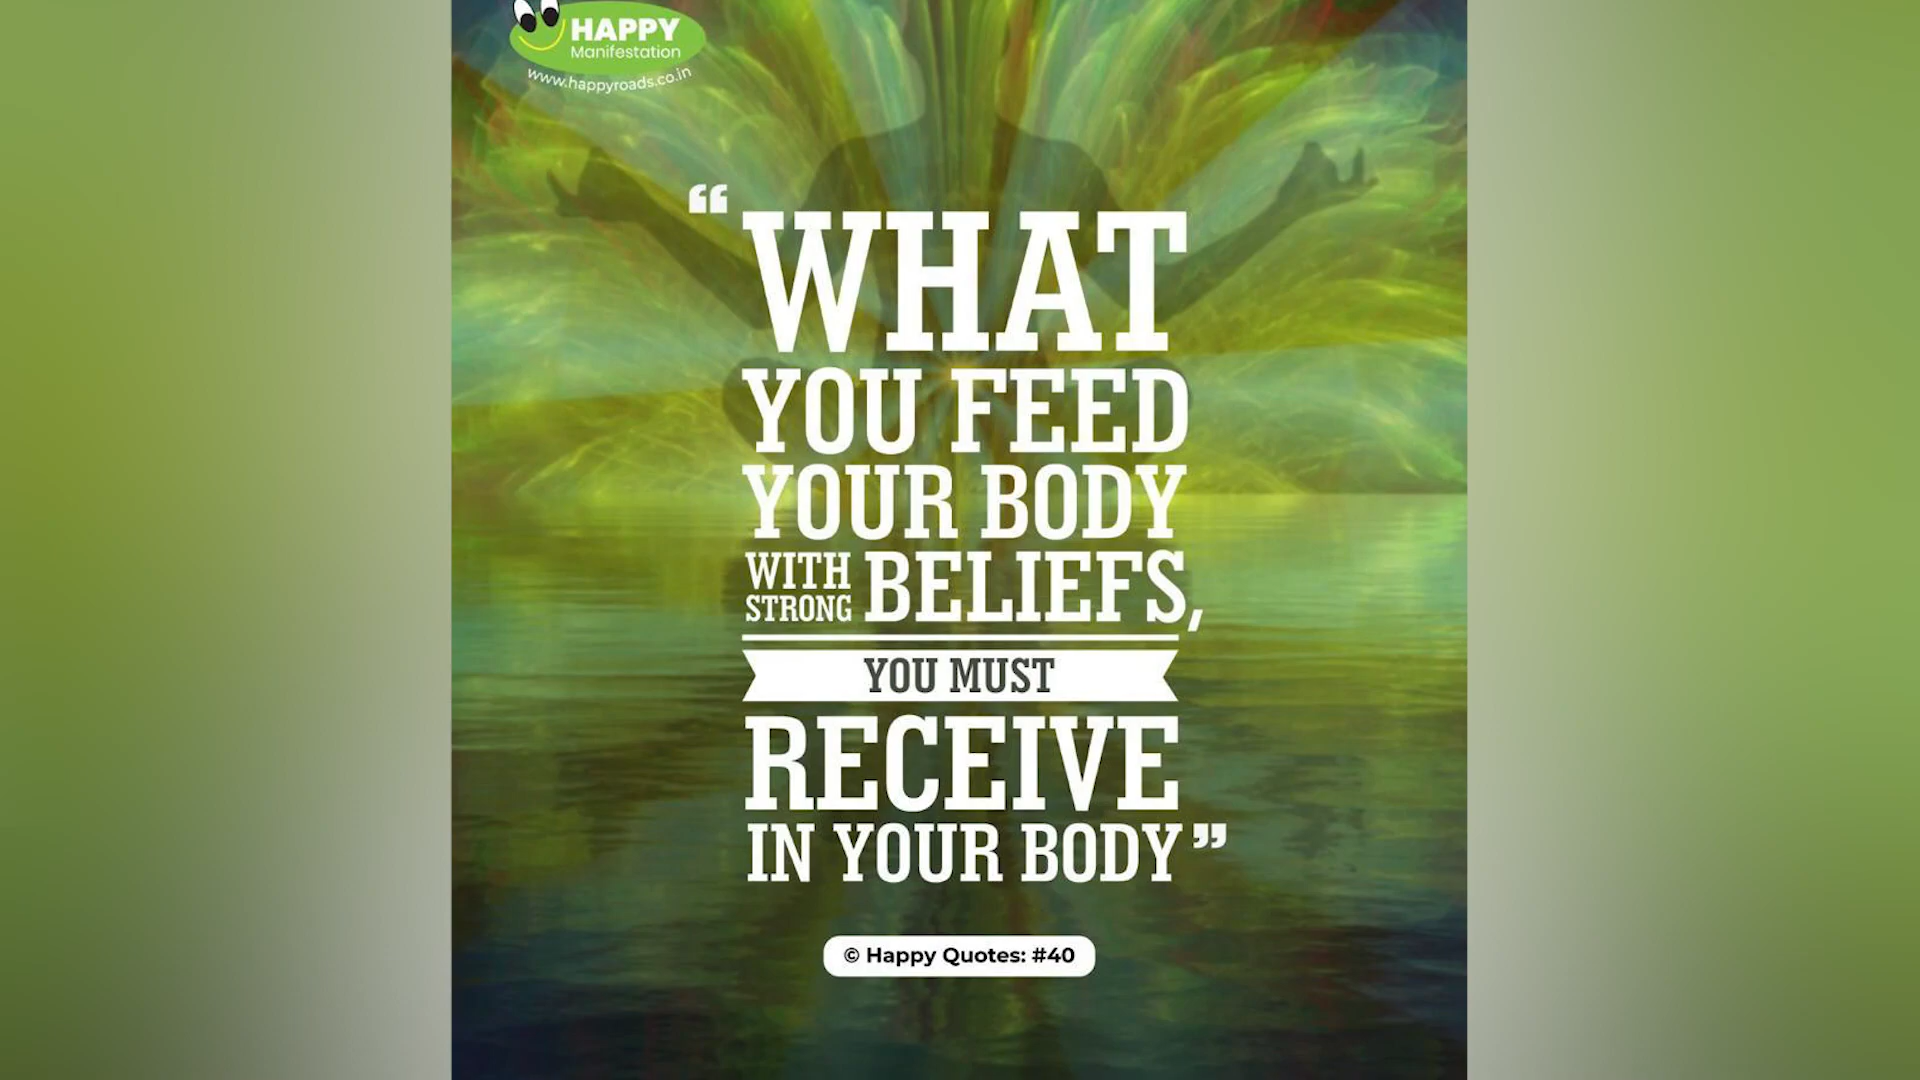 HAPPY
Manifestation
www.happyroads.co.in
“WHAT
YOU FEED
YOUR BODY
WITH STRONG BELIEFS,
YOU MUST
RECEIVE
IN YOUR BODY”
© Happy Quotes: #40